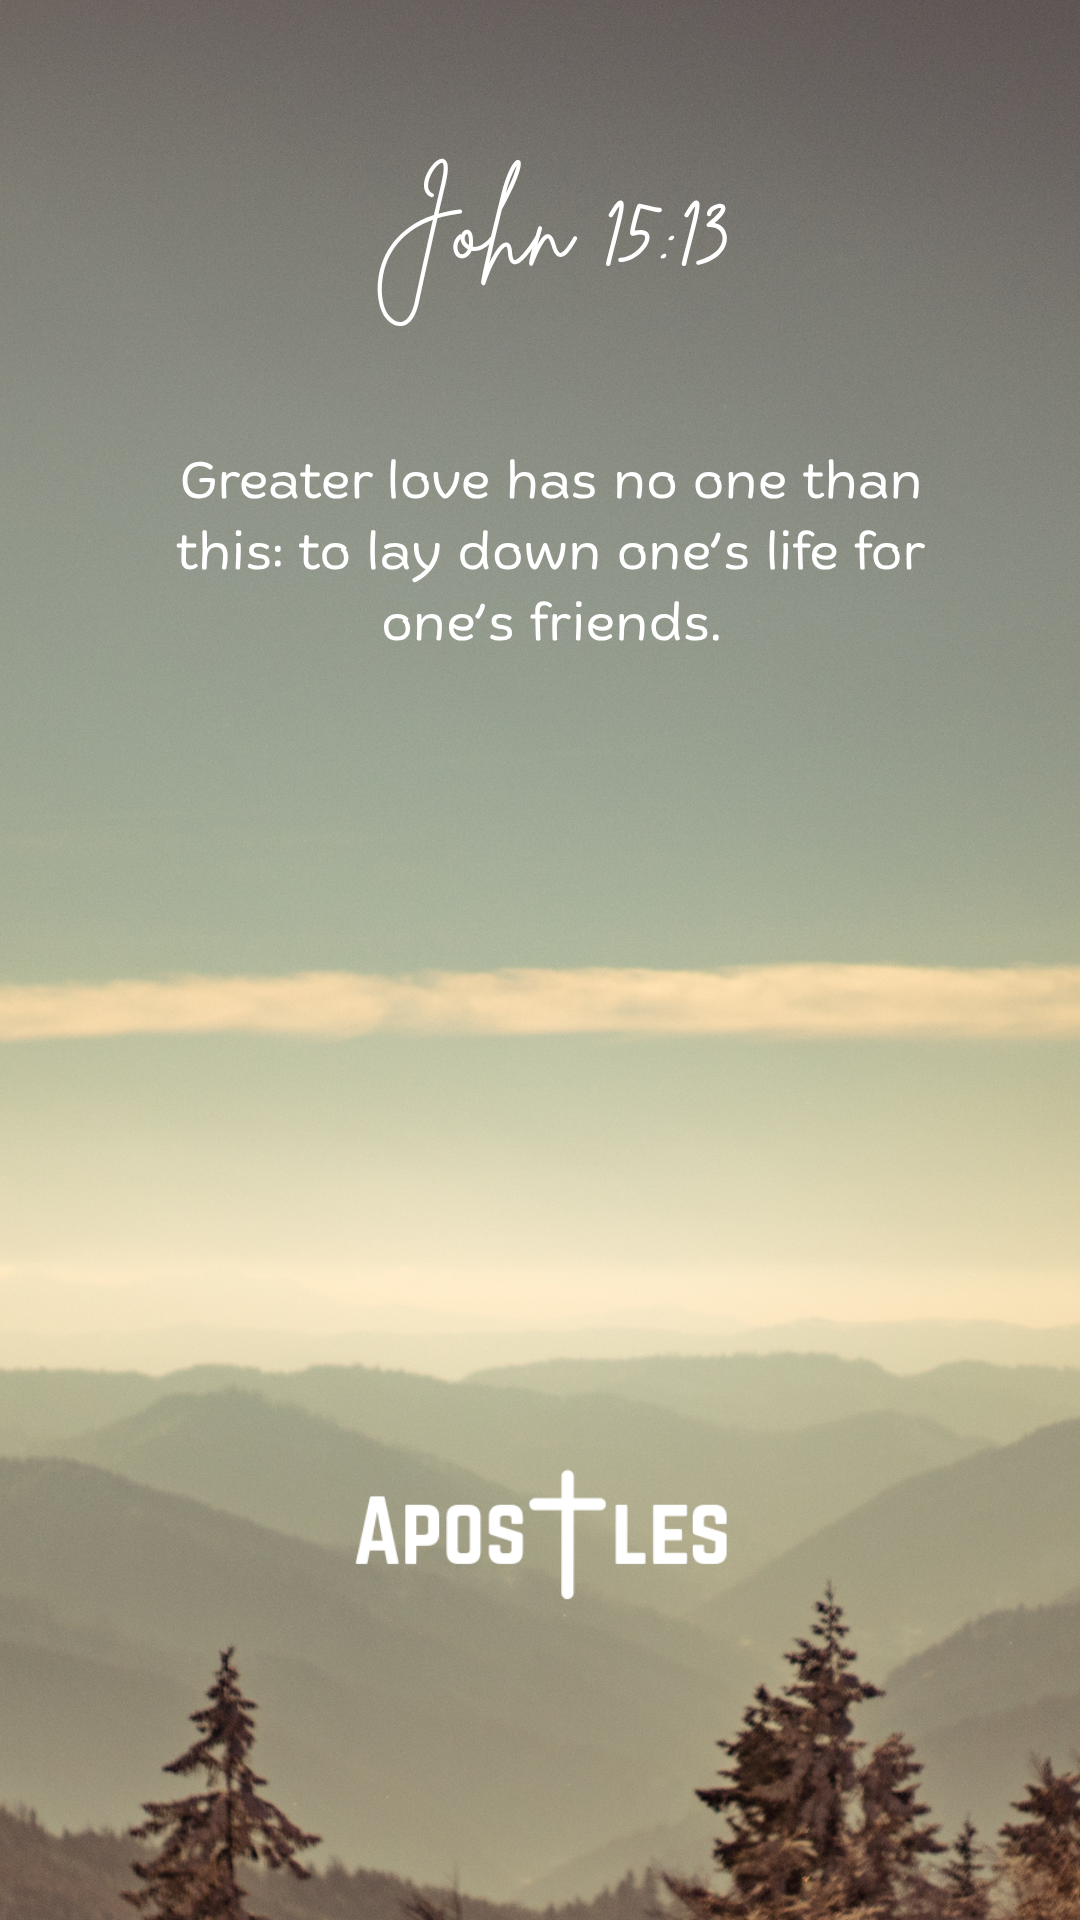 John 15:13
Greater love has no one than
this: to lay down one's life for
one's friends.
APOSTLES